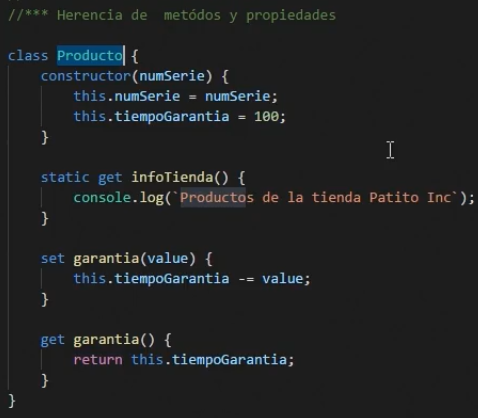 //*** Herencia de  metódos y propiedades
class Producto {
    constructor(numSerie) {
        this.numSerie = numSerie;
        this.tiempoGarantia = 100;
    }
    static get infoTienda() {
        console.log(`Productos de la tienda Patito Inc`);
    }
    set garantia(value) {
        this.tiempoGarantia -= value;
    }
    get garantia() {
        return this.tiempoGarantia;
    }
}